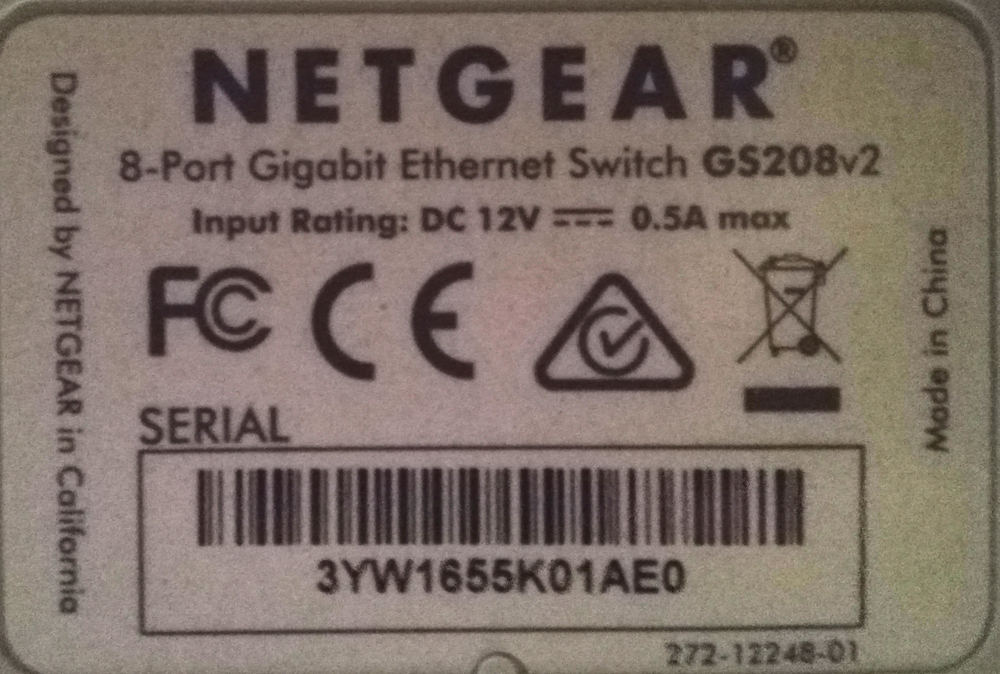 NETGEAR®
8-Port Gigabit Ethernet Switch GS208v2
Input Rating: DC 12V ⎓ 0.5A max
FC CE
SERIAL
3YW1655K01AE0
272-12248-01
Designed by NETGEAR in California
Made in China